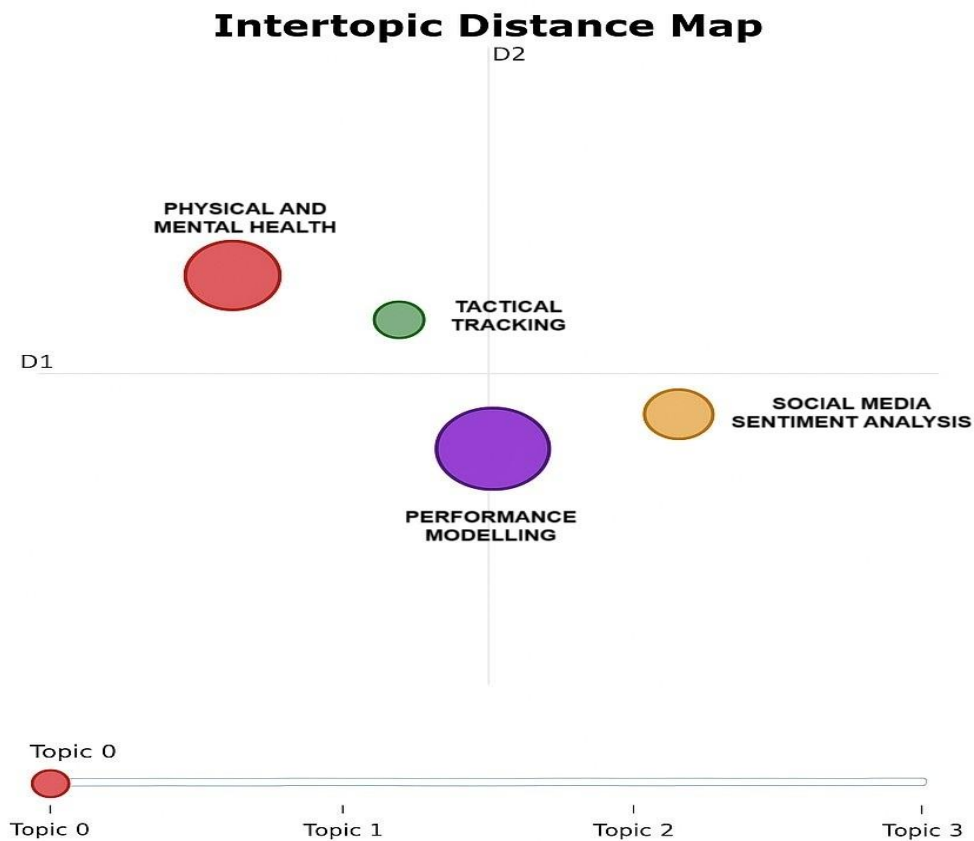 Intertopic Distance Map
D2
PHYSICAL AND
MENTAL HEALTH
TACTICAL
TRACKING
D1
SOCIAL MEDIA
SENTIMENT ANALYSIS
PERFORMANCE
MODELLING
Topic 0
Topic 0
Topic 1
Topic 2
Topic 3